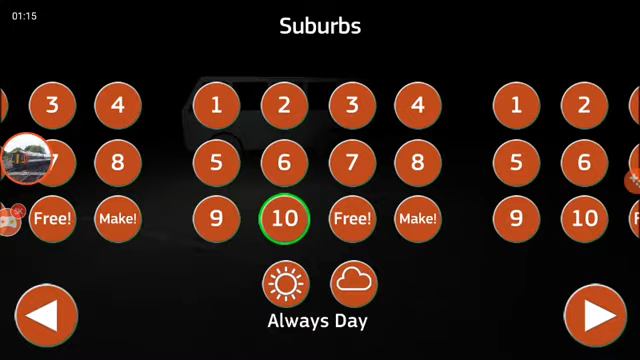 01:15
Suburbs
3 4 1 2 3 4 1 2
7 8 5 6 7 8 5 6
Free! Make! 9 10 Free! Make! 9 10 F
Always Day